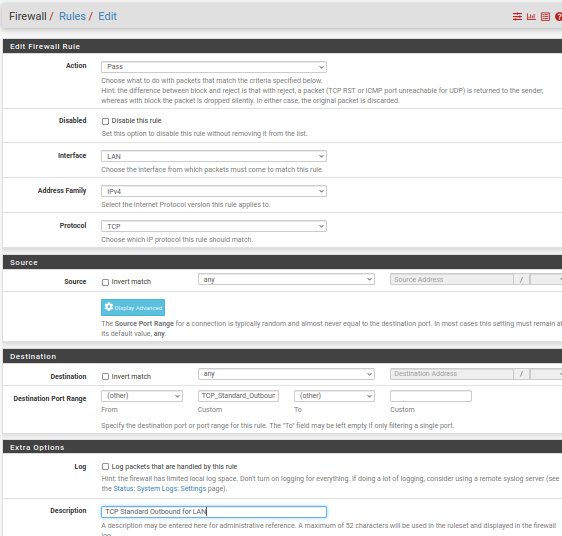 Firewall / Rules / Edit
Edit Firewall Rule
Action
Pass
Choose what to do with packets that match the criteria specified below.
Hint: the difference between block and reject is that with reject, a packet (TCP RST or ICMP port unreachable for UDP) is returned to the sender,
whereas with block the packet is dropped silently. In either case, the original packet is discarded.
Disabled
Disable this rule
Set this option to disable this rule without removing it from the list.
Interface
LAN
Choose the interface from which packets must come to match this rule.
Address Family
IPv4
Select the Internet Protocol version this rule applies to.
Protocol
TCP
Choose which IP protocol this rule should match.
Source
Source
Invert match
any
Source Address
/
Display Advanced
The Source Port Range for a connection is typically random and almost never equal to the destination port. In most cases this setting must remain at
its default value, any.
Destination
Destination
Invert match
any
Destination Address
/
Destination Port Range
(other)
TCP_Standard_Outbour
(other)
From
Custom
To
Custom
Specify the destination port or port range for this rule. The "To" field may be left empty if only filtering a single port.
Extra Options
Log
Log packets that are handled by this rule
Hint: the firewall has limited local log space. Don't turn on logging for everything. If doing a lot of logging, consider using a remote syslog server (see
the Status: System Logs: Settings page).
Description
TCP Standard Outbound for LAN
A description may be entered here for administrative reference. A maximum of 52 characters will be used in the ruleset and displayed in the firewall
log.